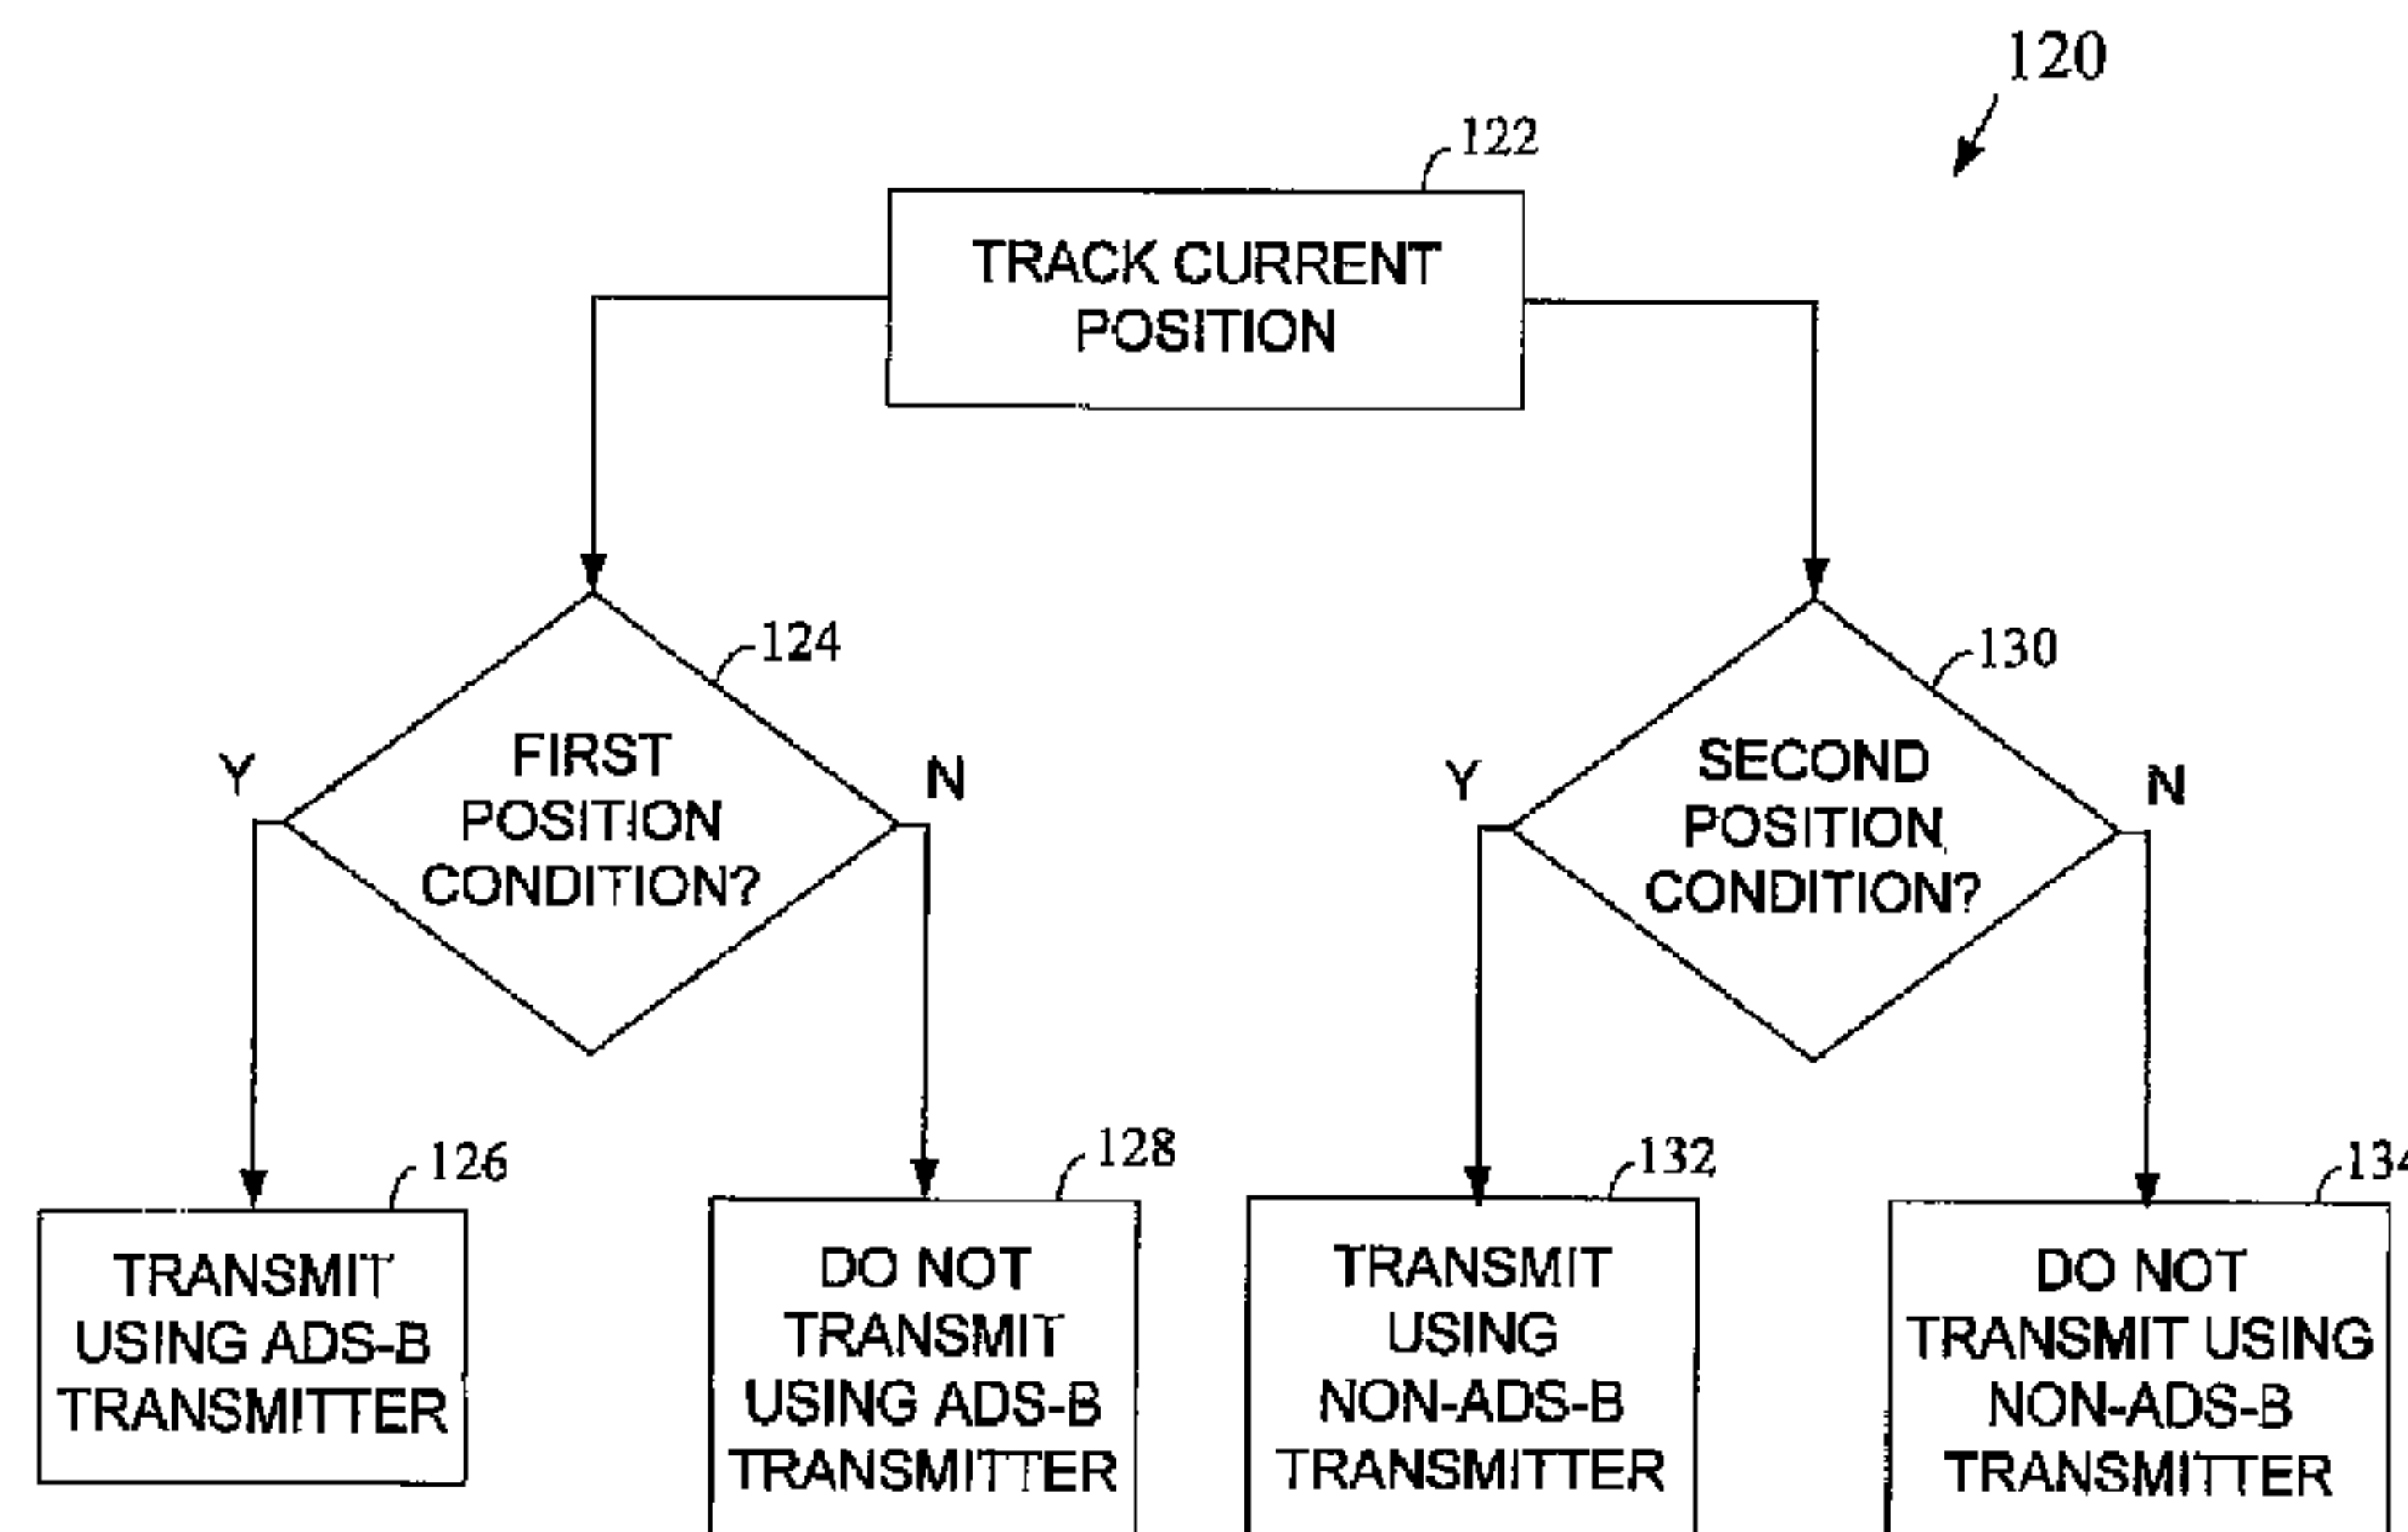 120
122
TRACK CURRENT
POSITION
124
130
Y
FIRST
POSITION
CONDITION?
N
Y
SECOND
POSITION
CONDITION?
N
126
128
132
134
TRANSMIT
USING ADS-B
TRANSMITTER
DO NOT
TRANSMIT
USING ADS-B
TRANSMITTER
TRANSMIT
USING
NON-ADS-B
TRANSMITTER
DO NOT
TRANSMIT USING
NON-ADS-B
TRANSMITTER